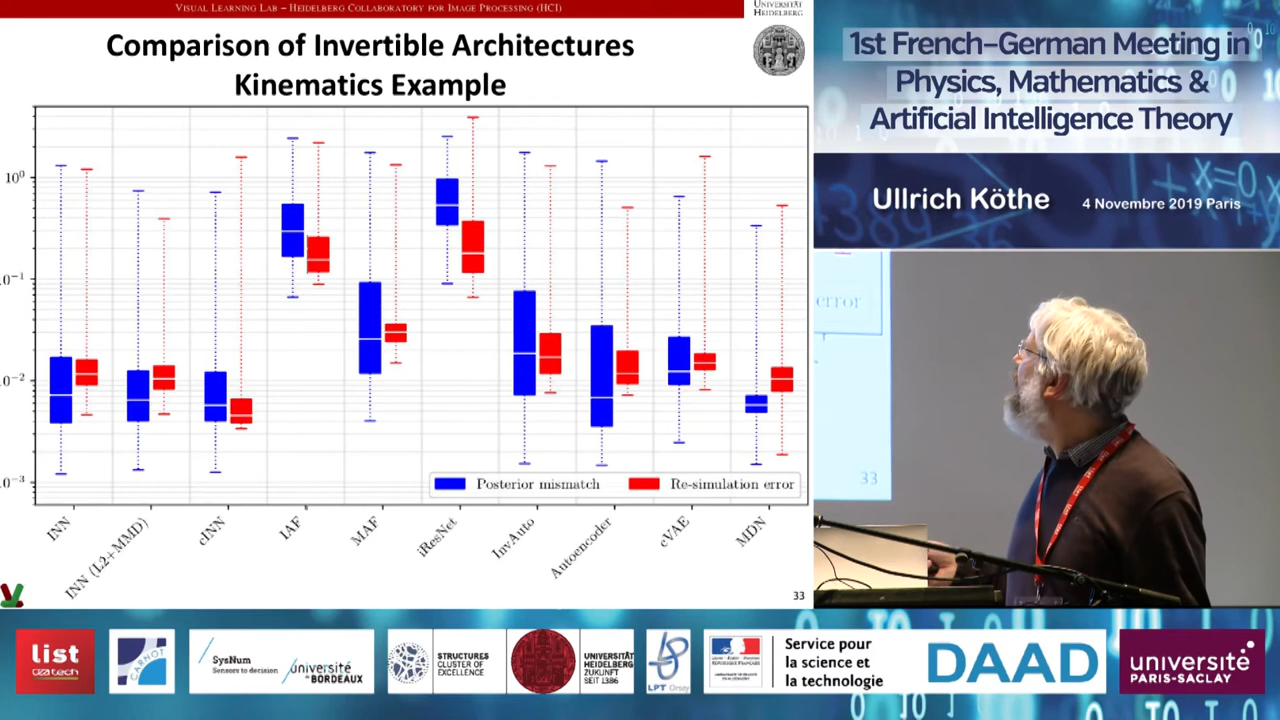 VISUAL LEARNING LAB – HEIDELBERG COLLABORATORY FOR IMAGE PROCESSING (HCI)
UNIVERSITÄT
HEIDELBERG
Comparison of Invertible Architectures
Kinematics Example
10⁰
10⁻¹
10⁻²
10⁻³
Posterior mismatch
Re-simulation error
INN
INN (L2+MMD)
cINN
IAF
MAF
iResNet
InvAuto
Autoencoder
cVAE
MDN
33
1st French–German Meeting in
Physics, Mathematics &
Artificial Intelligence Theory
Ullrich Köthe
4 Novembre 2019 Paris
error
33
list
ceatech
CARNOT
SysNum
Sensors to decision
université
de BORDEAUX
STRUCTURES
CLUSTER OF
EXCELLENCE
UNIVERSITÄT
HEIDELBERG
ZUKUNFT
SEIT 1386
LPT Orsay
Service pour
la science et
la technologie
DAAD
université
PARIS-SACLAY